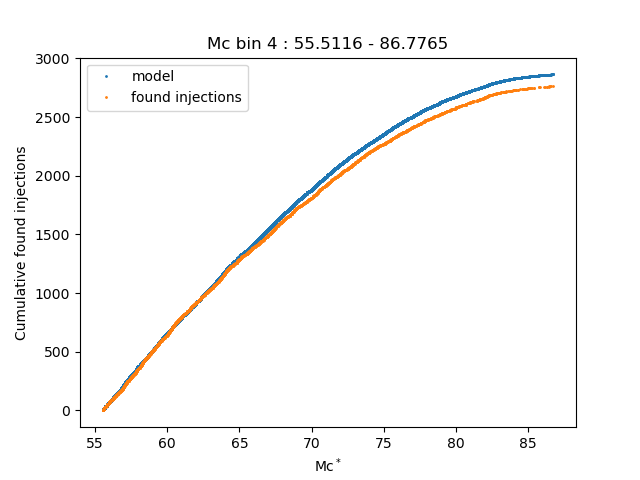 Mc bin 4 : 55.5116 - 86.7765
model
found injections
Cumulative found injections
3000
2500
2000
1500
1000
500
0
55 60 65 70 75 80 85
Mc*